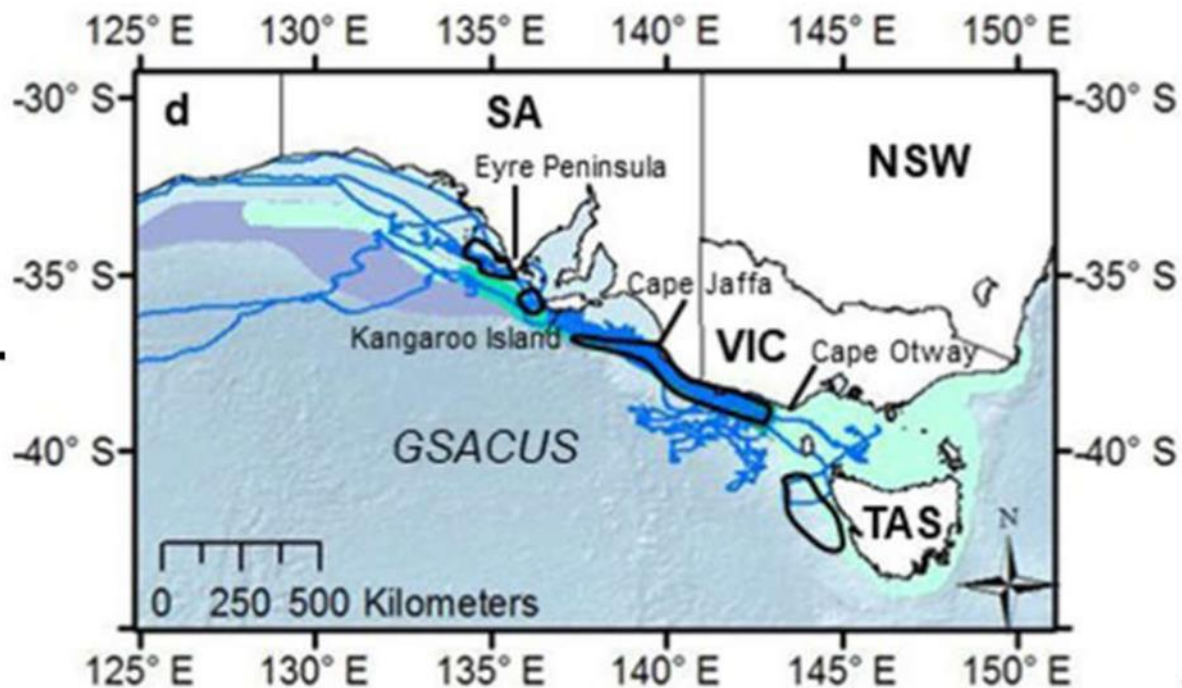 125° E 130° E 135° E 140° E 145° E 150° E
-30° S -30° S
d SA
NSW
Eyre Peninsula
-35° S -35° S
Cape Jaffa
Kangaroo Island VIC Cape Otway
GSACUS
-40° S -40° S
N
TAS
0 250 500 Kilometers
125° E 130° E 135° E 140° E 145° E 150° E